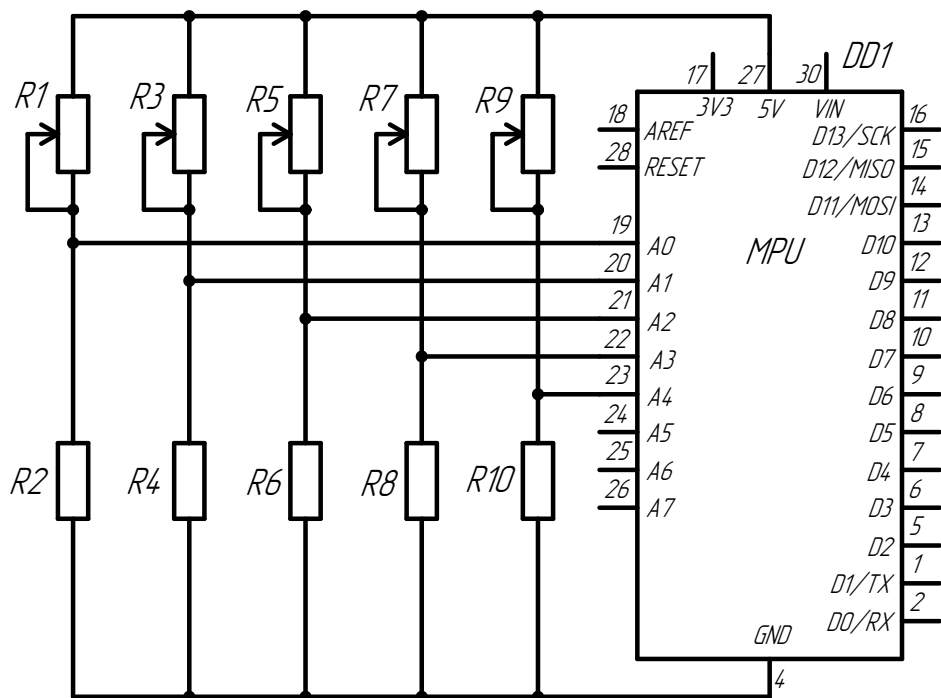 DD1
17 27 30
R1 R3 R5 R7 R9
3V3 5V VIN
18 AREF D13/SCK 16
28 RESET D12/MISO 15
D11/MOSI 14
19 A0 MPU D10 13
20 A1 D9 12
21 A2 D8 11
22 A3 D7 10
23 A4 D6 9
24 A5 D5 8
R2 R4 R6 R8 R10
25 A6 D4 7
26 A7 D3 6
D2 5
D1/TX 1
D0/RX 2
GND
4